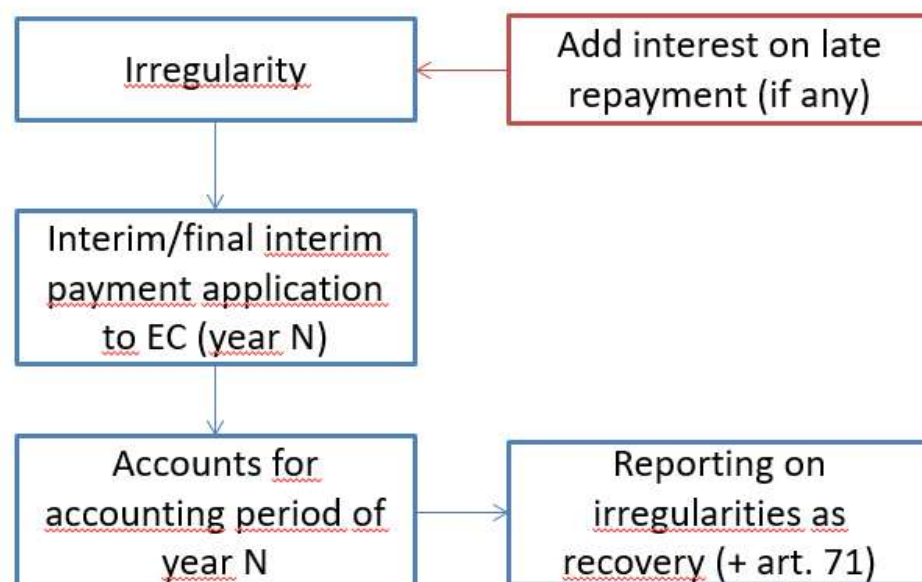 Irregularity
Add interest on late
repayment (if any)
Interim/final interim
payment application
to EC (year N)
Accounts for
accounting period of
year N
Reporting on
irregularities as
recovery (+ art. 71)